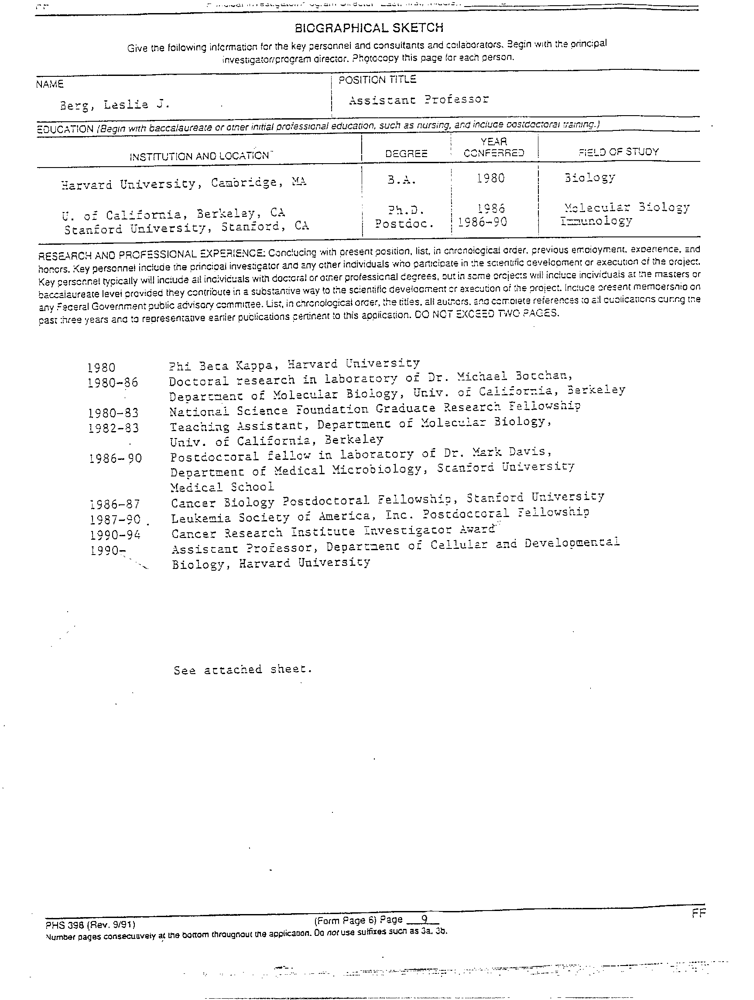 FF
BIOGRAPHICAL SKETCH
Give the following information for the key personnel and consultants and collaborators. Begin with the principal
investigator/program director. Photocopy this page for each person.
NAME
POSITION TITLE
Berg, Leslie J.
Assistant Professor
EDUCATION (Begin with baccalaureate or other initial professional education, such as nursing, and include postdoctoral training.)
INSTITUTION AND LOCATION DEGREE YEAR CONFERRED FIELD OF STUDY
Harvard University, Cambridge, MA B.A. 1980 Biology
U. of California, Berkeley, CA Ph.D. 1986 Molecular Biology
Stanford University, Stanford, CA Postdoc. 1986-90 Immunology
RESEARCH AND PROFESSIONAL EXPERIENCE: Concluding with present position, list, in chronological order, previous employment, experience, and
honors. Key personnel include the principal investigator and any other individuals who participate in the scientific development or execution of the project.
Key personnel typically will include all individuals with doctoral or other professional degrees, but in some projects will include individuals at the masters or
baccalaureate level provided they contribute in a substantive way to the scientific development or execution of the project. Include present membership on
any Federal Government public advisory committee. List, in chronological order, the titles, all authors, and complete references to all publications during the
past three years and to representative earlier publications pertinent to this application. DO NOT EXCEED TWO PAGES.
1980 Phi Beta Kappa, Harvard University
1980-86 Doctoral research in laboratory of Dr. Michael Botchan,
Department of Molecular Biology, Univ. of California, Berkeley
1980-83 National Science Foundation Graduate Research Fellowship
1982-83 Teaching Assistant, Department of Molecular Biology,
Univ. of California, Berkeley
1986-90 Postdoctoral fellow in laboratory of Dr. Mark Davis,
Department of Medical Microbiology, Stanford University
Medical School
1986-87 Cancer Biology Postdoctoral Fellowship, Stanford University
1987-90 Leukemia Society of America, Inc. Postdoctoral Fellowship
1990-94 Cancer Research Institute Investigator Award
1990- Assistant Professor, Department of Cellular and Developmental
Biology, Harvard University
See attached sheet.
PHS 398 (Rev. 9/91) (Form Page 6) Page 9 FF
Number pages consecutively at the bottom throughout the application. Do not use suffixes such as 3a, 3b.